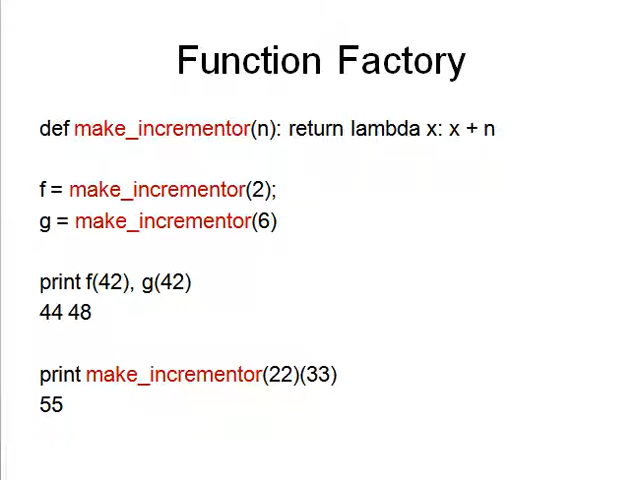 Function Factory
def make_incrementor(n): return lambda x: x + n
f = make_incrementor(2);
g = make_incrementor(6)
print f(42), g(42)
44 48
print make_incrementor(22)(33)
55